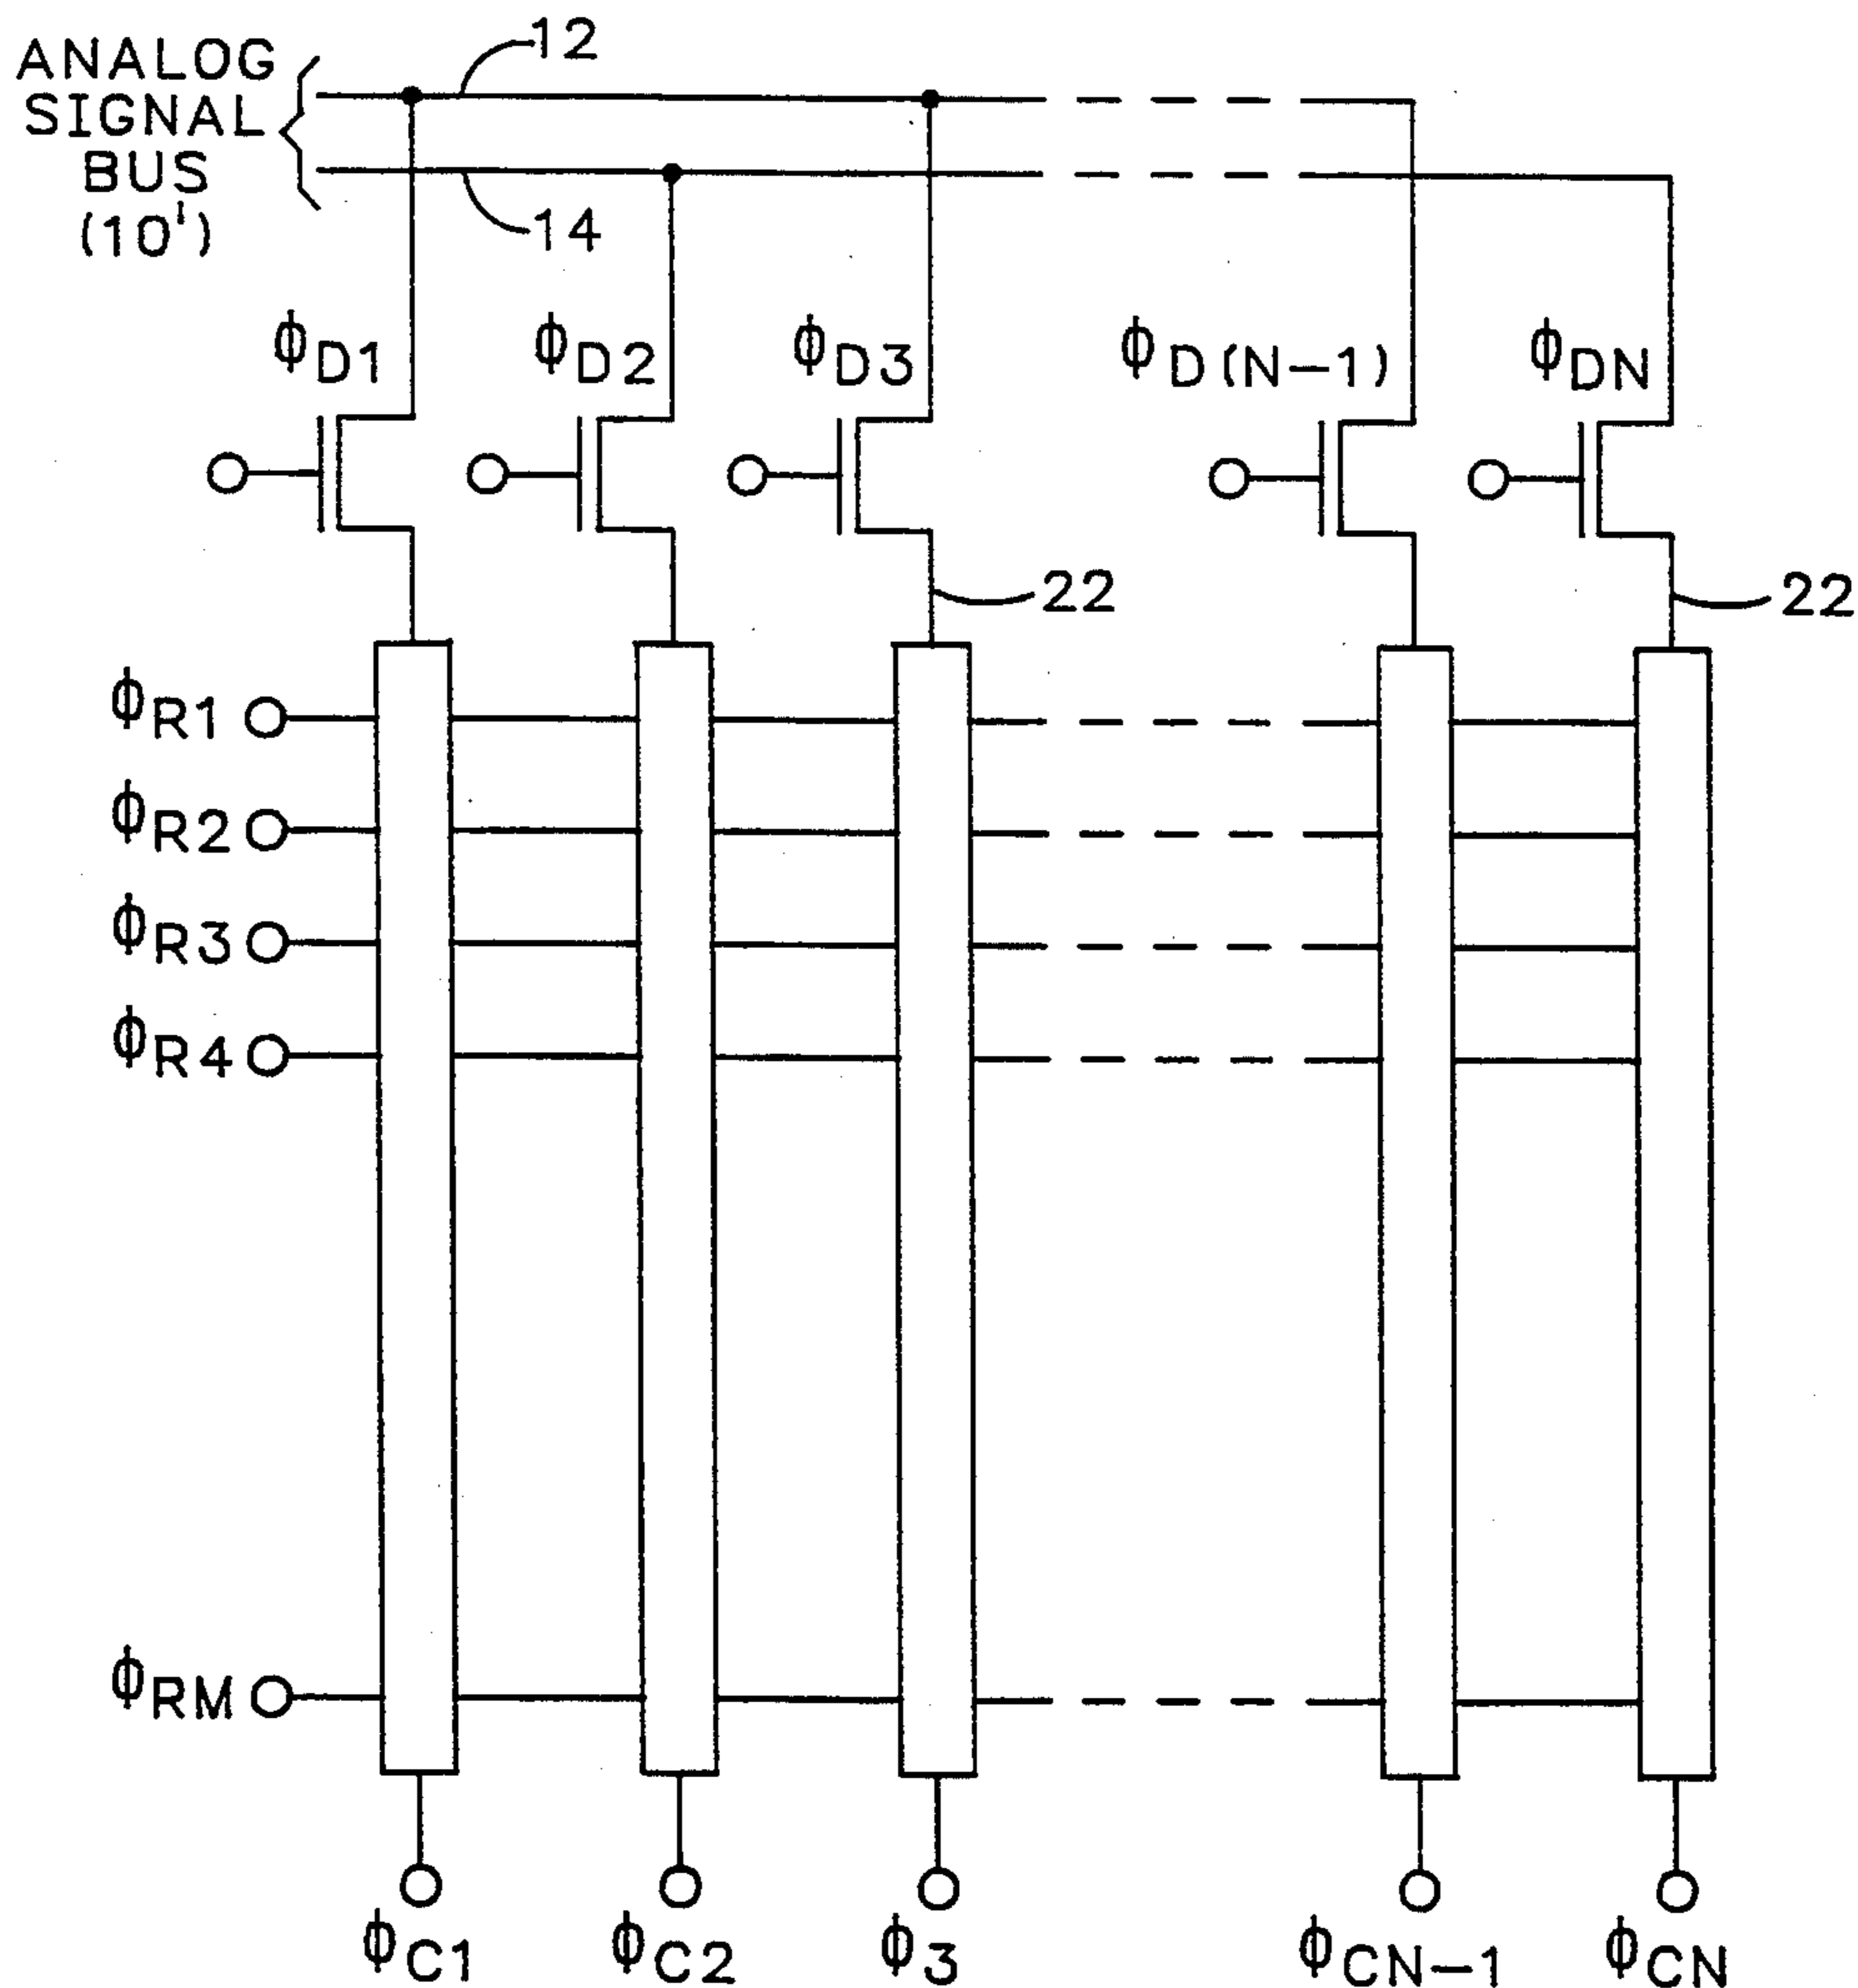 ANALOG
SIGNAL
BUS
(10')
12
14
ϕD1
ϕD2
ϕD3
ϕD(N-1)
ϕDN
22
22
ϕR1
ϕR2
ϕR3
ϕR4
ϕRM
ϕC1
ϕC2
ϕ3
ϕCN-1
ϕCN